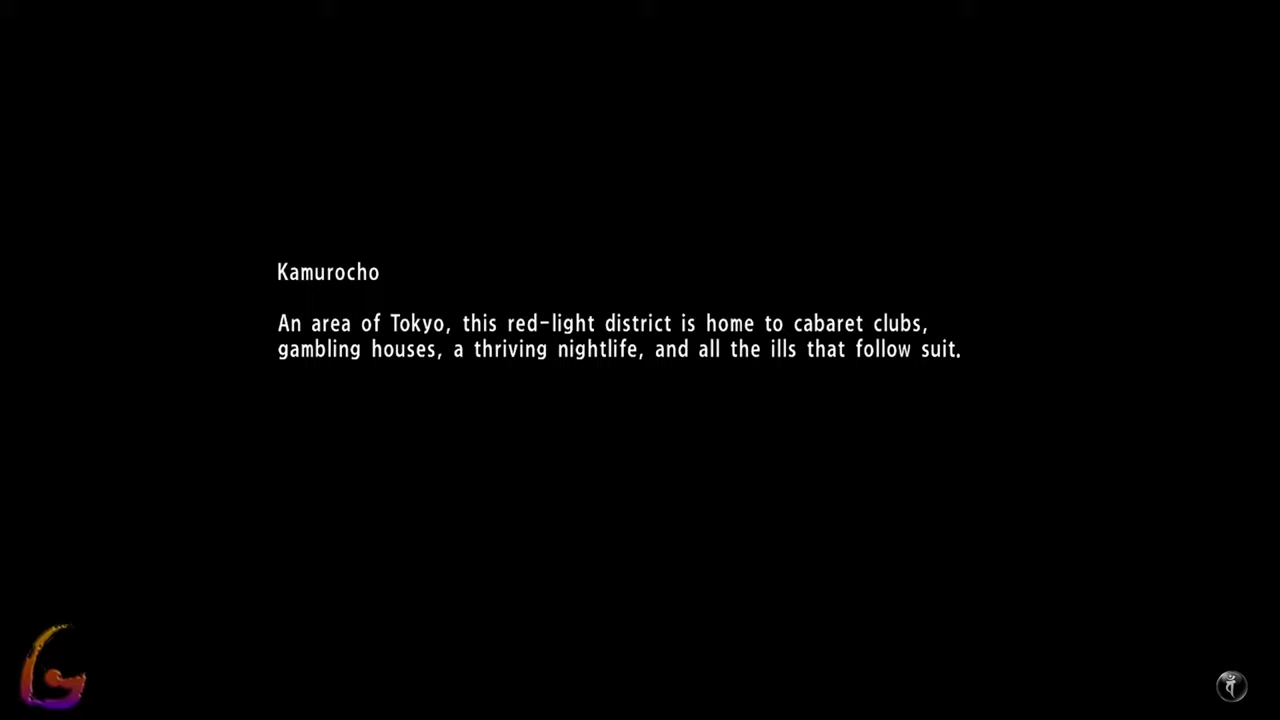 Kamurocho
An area of Tokyo, this red-light district is home to cabaret clubs,
gambling houses, a thriving nightlife, and all the ills that follow suit.